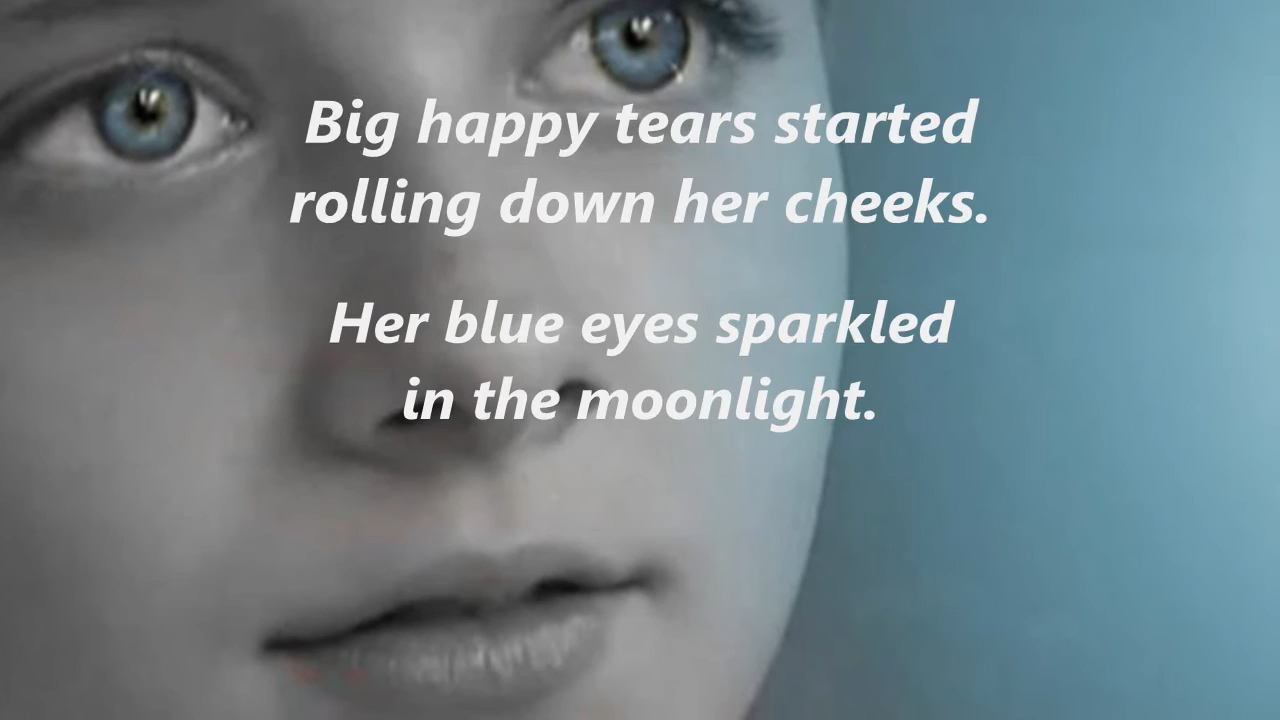 Big happy tears started
rolling down her cheeks.
Her blue eyes sparkled
in the moonlight.